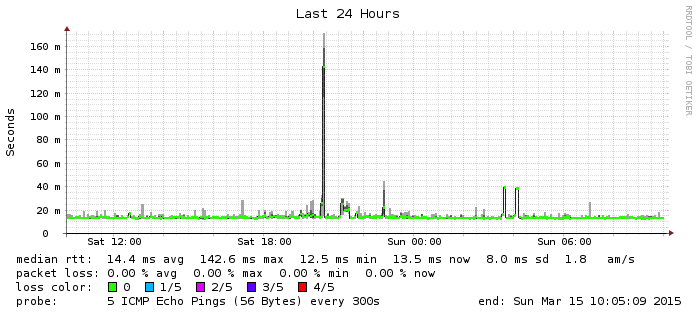 Last 24 Hours
RRDTOOL / TOBI OETIKER
Seconds
160 m
140 m
120 m
100 m
80 m
60 m
40 m
20 m
0
Sat 12:00 Sat 18:00 Sun 00:00 Sun 06:00
median rtt: 14.4 ms avg 142.6 ms max 12.5 ms min 13.5 ms now 8.0 ms sd 1.8 am/s
packet loss: 0.00 % avg 0.00 % max 0.00 % min 0.00 % now
loss color: 0 1/5 2/5 3/5 4/5
probe: 5 ICMP Echo Pings (56 Bytes) every 300s end: Sun Mar 15 10:05:09 2015